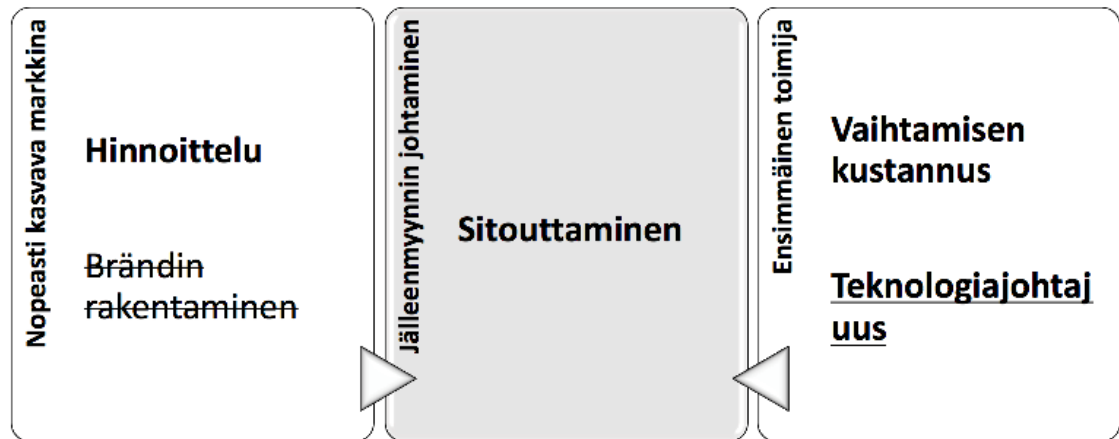 Nopeasti kasvava markkina
Hinnoittelu
Brändin
rakentaminen
Jälleenmyynnin johtaminen
Sitouttaminen
Ensimmäinen toimija
Vaihtamisen
kustannus
Teknologiajohtaj
uus